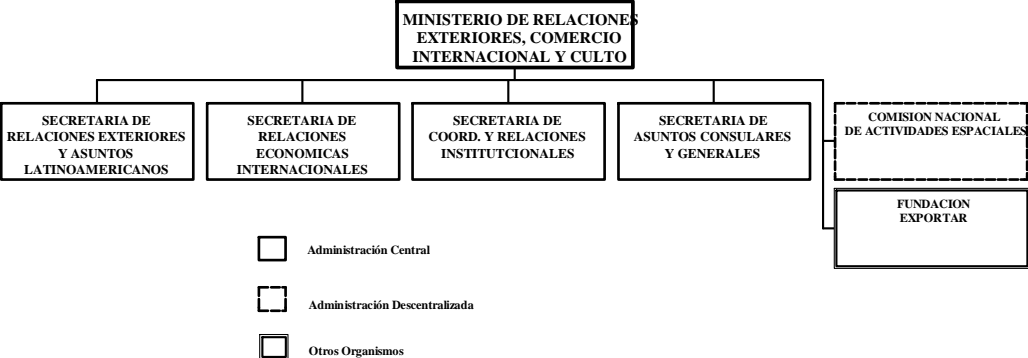 MINISTERIO DE RELACIONES
EXTERIORES, COMERCIO
INTERNACIONAL Y CULTO
SECRETARIA DE
RELACIONES EXTERIORES
Y ASUNTOS
LATINOAMERICANOS
SECRETARIA DE
RELACIONES
ECONOMICAS
INTERNACIONALES
SECRETARIA DE
COORD. Y RELACIONES
INSTITUTCIONALES
SECRETARIA DE
ASUNTOS CONSULARES
Y GENERALES
COMISION NACIONAL
DE ACTIVIDADES ESPACIALES
FUNDACION
EXPORTAR
Administración Central
Administración Descentralizada
Otros Organismos